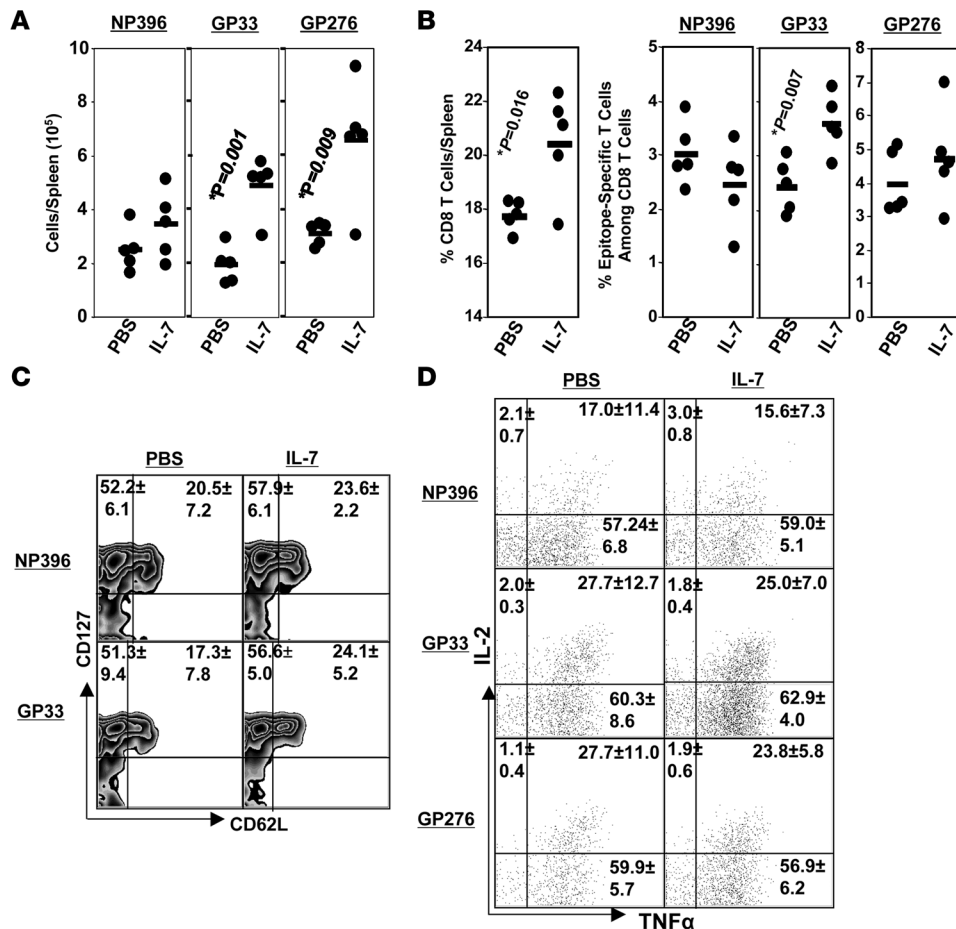 A
NP396 GP33 GP276
10
8
6
4
2
0
Cells/Spleen (10⁵)
*P=0.001
*P=0.009
PBS IL-7 PBS IL-7 PBS IL-7
B
NP396 GP33 GP276
24
22
20
18
16
14
% CD8 T Cells/Spleen
*P=0.016
PBS IL-7
5
4
3
2
1
0
% Epitope-Specific T Cells
Among CD8 T Cells
*P=0.007
8
7
6
5
4
3
2
1
0
PBS IL-7 PBS IL-7 PBS IL-7
C
PBS IL-7
NP396
52.2± 20.5± 57.9± 23.6±
6.1 7.2 6.1 2.2
GP33
51.3± 17.3± 56.6± 24.1±
9.4 7.8 5.0 5.2
CD127
CD62L
D
PBS IL-7
NP396
2.1± 17.0±11.4 3.0± 15.6±7.3
0.7 0.8
57.24± 59.0±
6.8 5.1
GP33
2.0± 27.7±12.7 1.8± 25.0±7.0
0.3 0.4
60.3± 62.9±
8.6 4.0
GP276
1.1± 27.7±11.0 1.9± 23.8±5.8
0.4 0.6
59.9± 56.9±
5.7 6.2
IL-2
TNFα